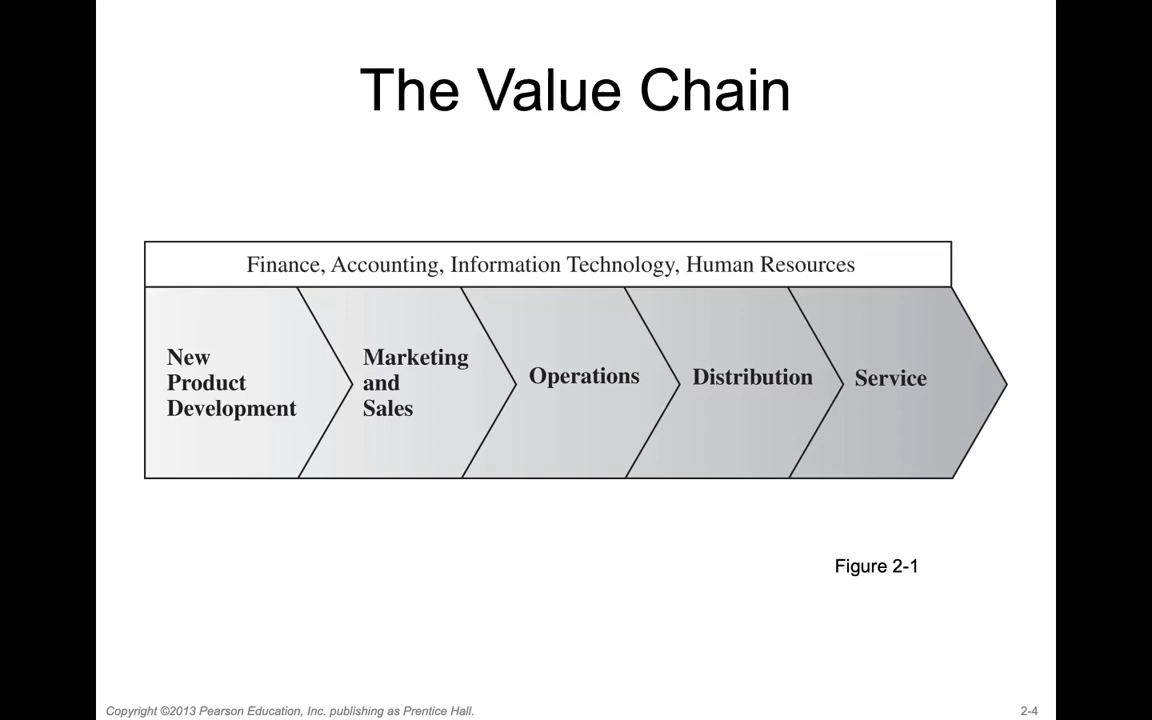 The Value Chain
Finance, Accounting, Information Technology, Human Resources
New
Product
Development
Marketing
and
Sales
Operations
Distribution
Service
Figure 2-1
Copyright ©2013 Pearson Education, Inc. publishing as Prentice Hall.
2-4